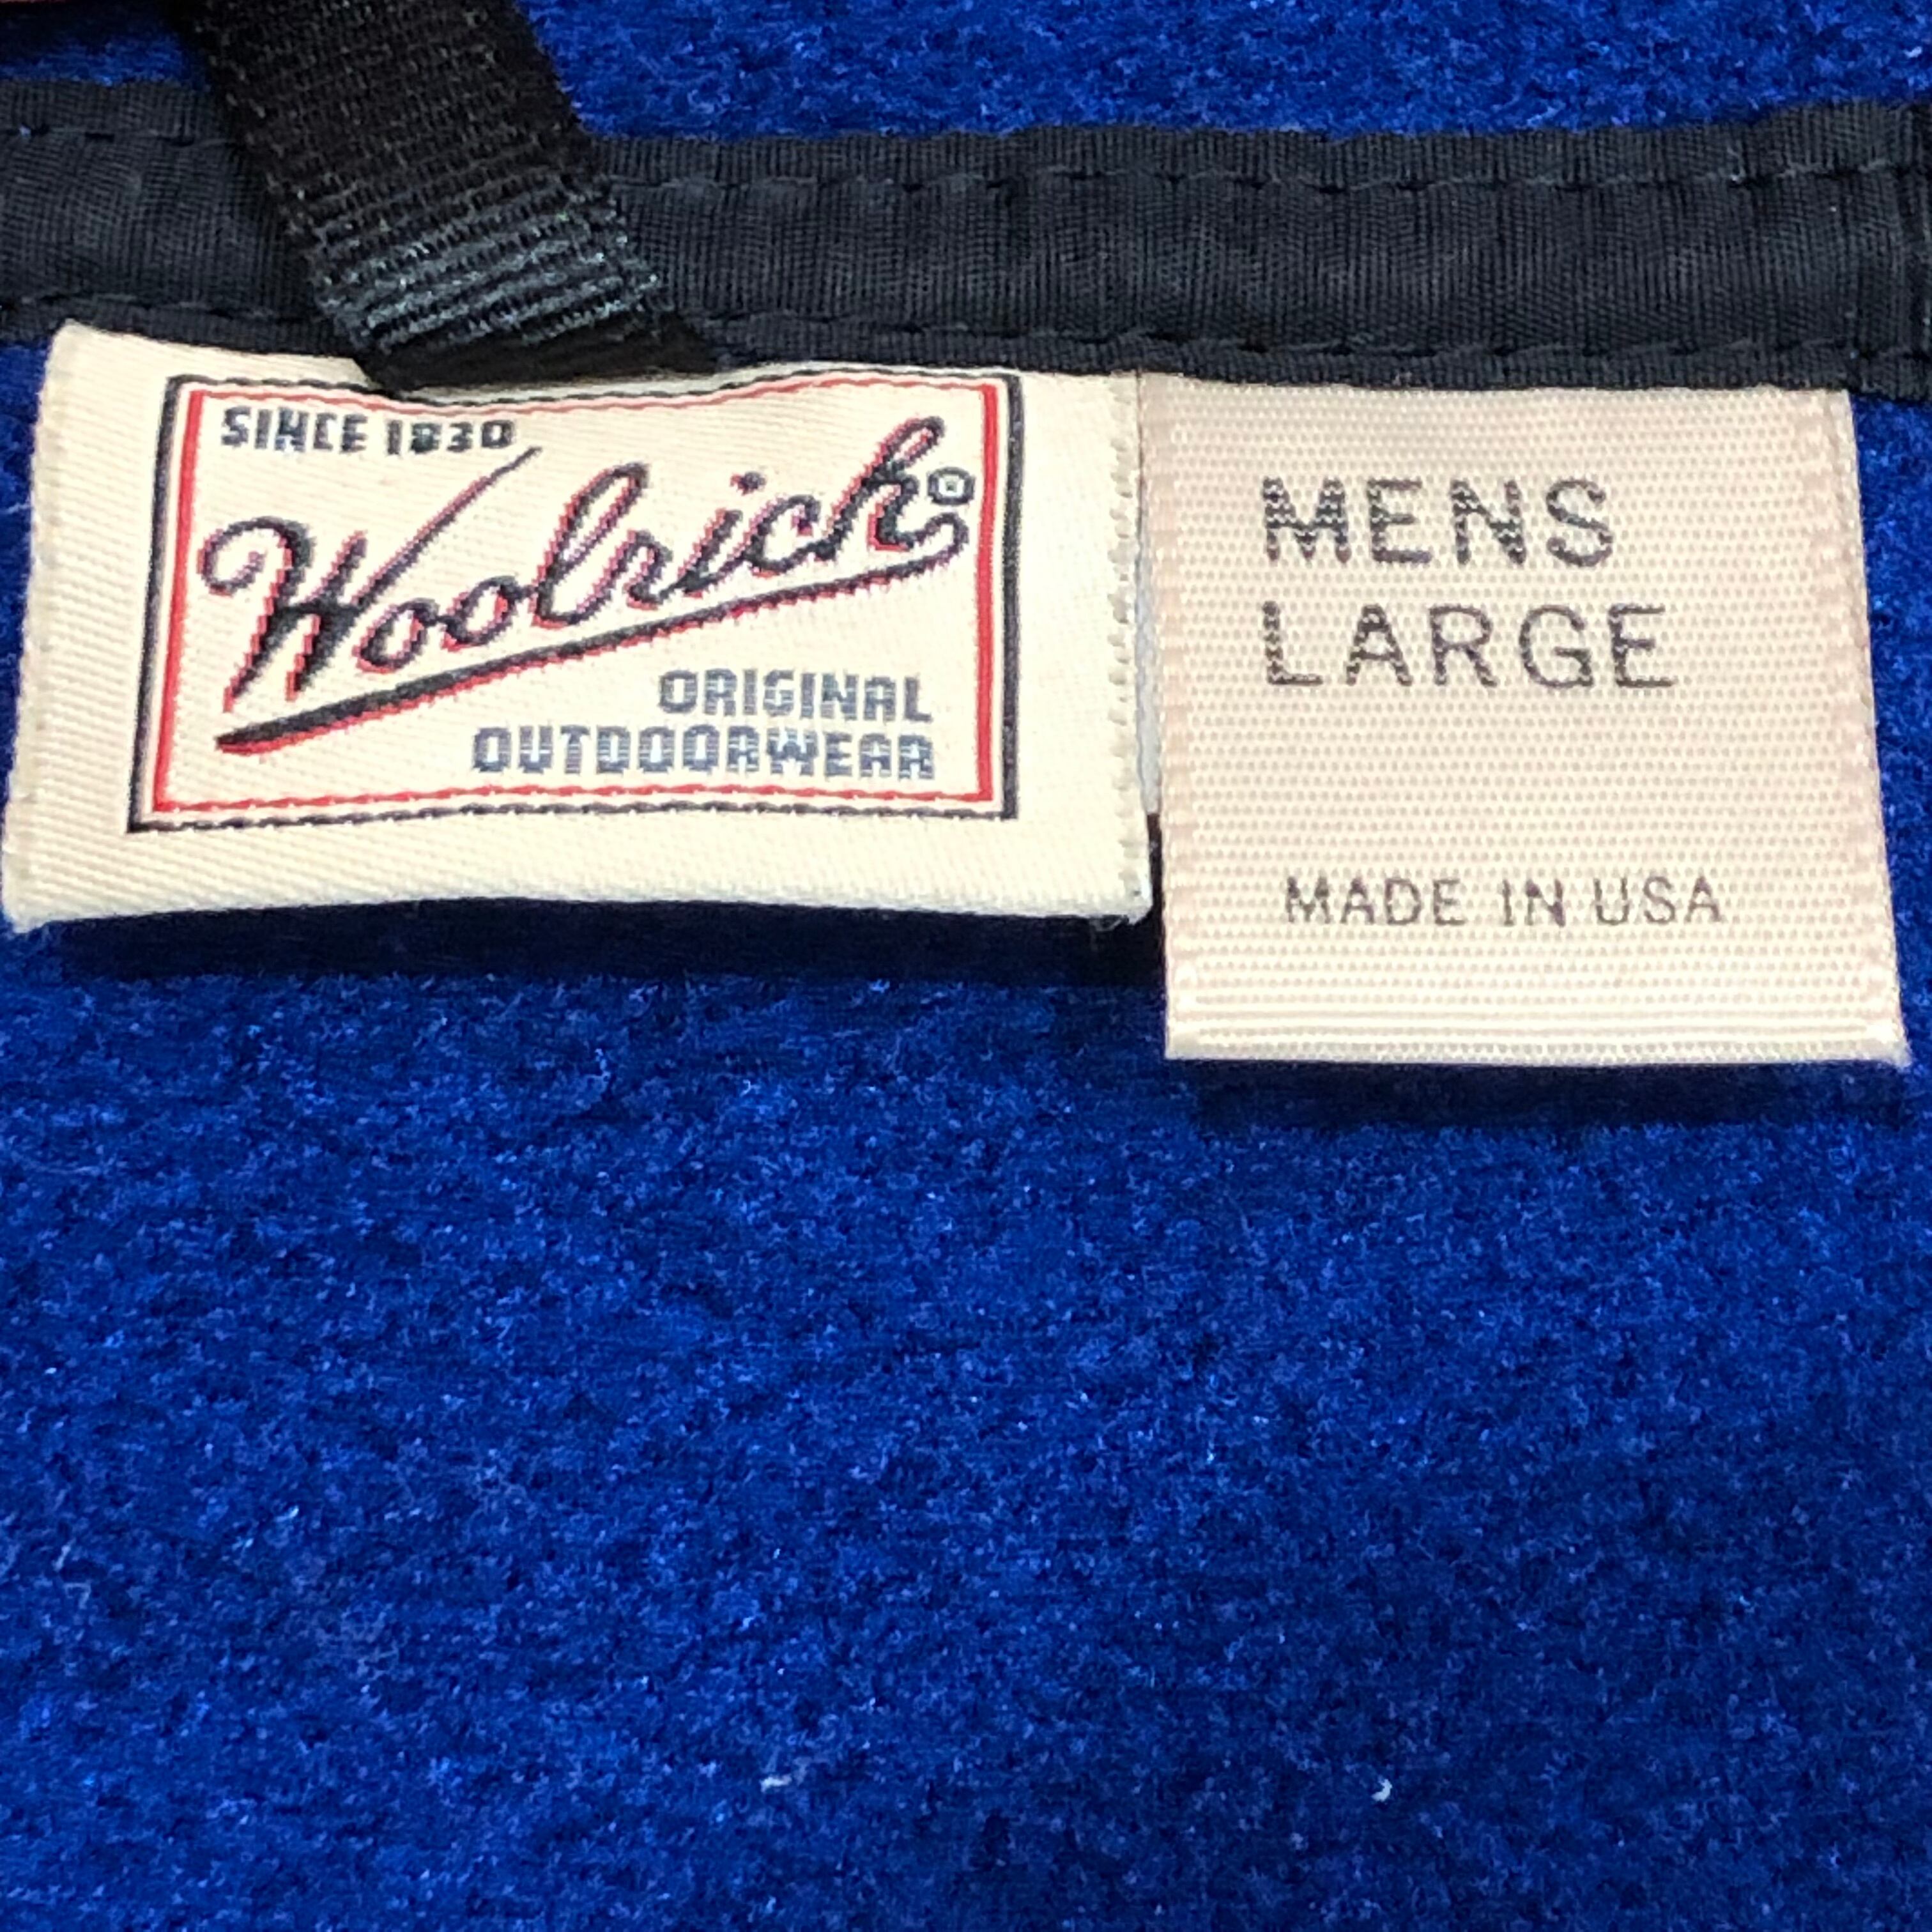 SINCE 1830
Woolrich®
ORIGINAL
OUTDOORWEAR
MENS
LARGE
MADE IN USA